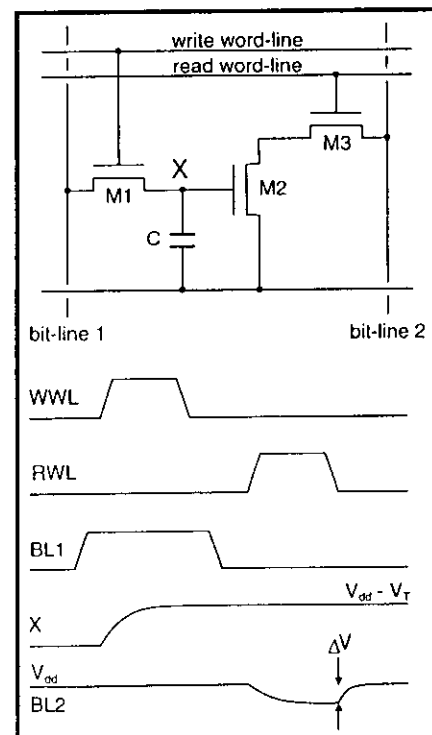 write word-line
read word-line
M3
X
M1
M2
C
bit-line 1
bit-line 2
WWL
RWL
BL1
V_dd - V_T
X
ΔV
V_dd
BL2